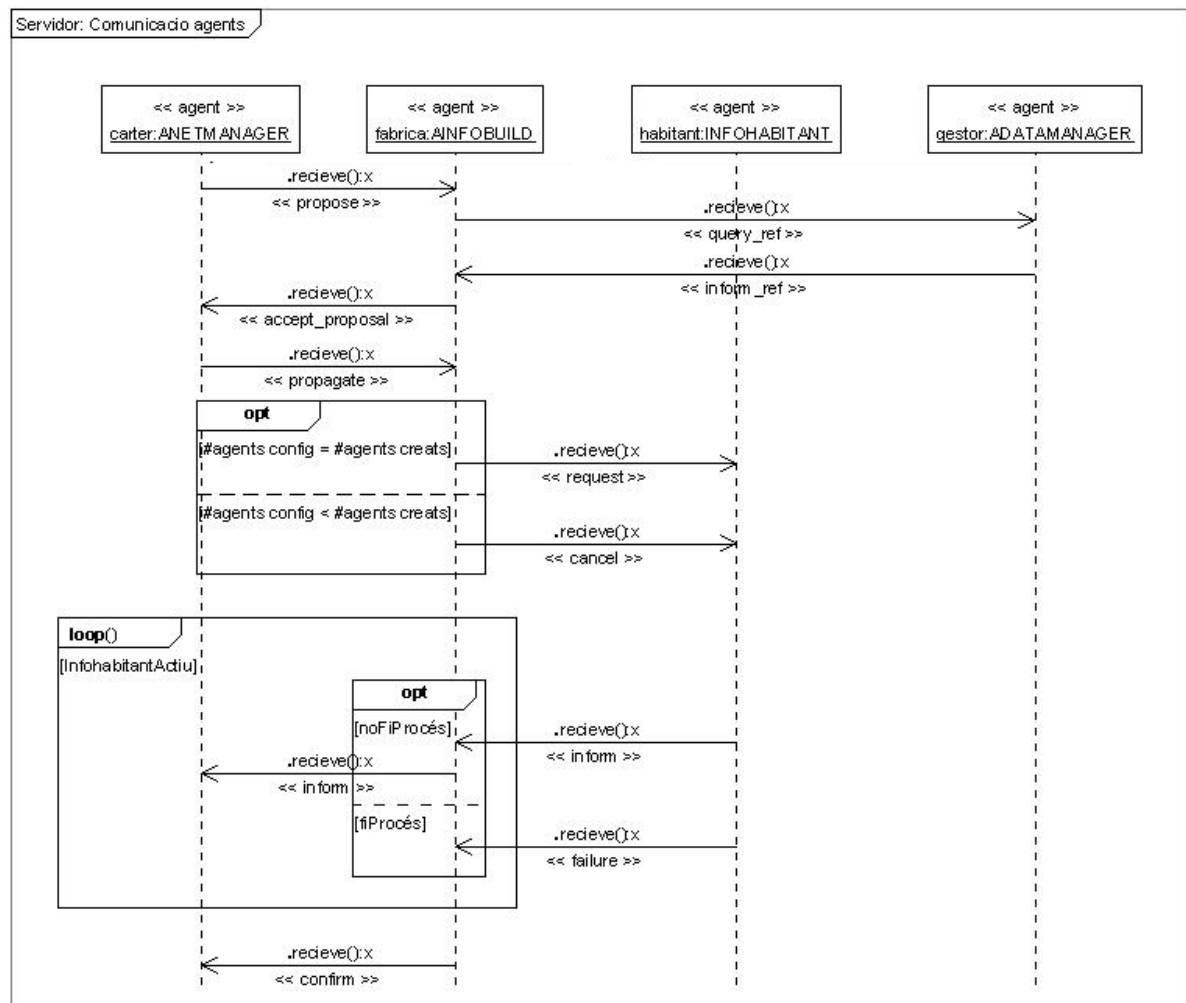 Servidor: Comunicacio agents
<< agent >>
carter:ANETMANAGER
<< agent >>
fabrica:AINFOBUILD
<< agent >>
habitant:INFOHABITANT
<< agent >>
gestor:ADATAMANAGER
.recieve():x
<< propose >>
.recieve():x
<< query_ref >>
.recieve():x
<< inform_ref >>
.recieve():x
<< accept_proposal >>
.recieve():x
<< propagate >>
opt
[#agents config = #agents creats]
.recieve():x
<< request >>
[#agents config < #agents creats]
.recieve():x
<< cancel >>
loop()
[InfohabitantActiu]
opt
[noFiProcés]
.recieve():x
<< inform >>
.recieve():x
<< inform >>
[fiProcés]
.recieve():x
<< failure >>
.recieve():x
<< confirm >>